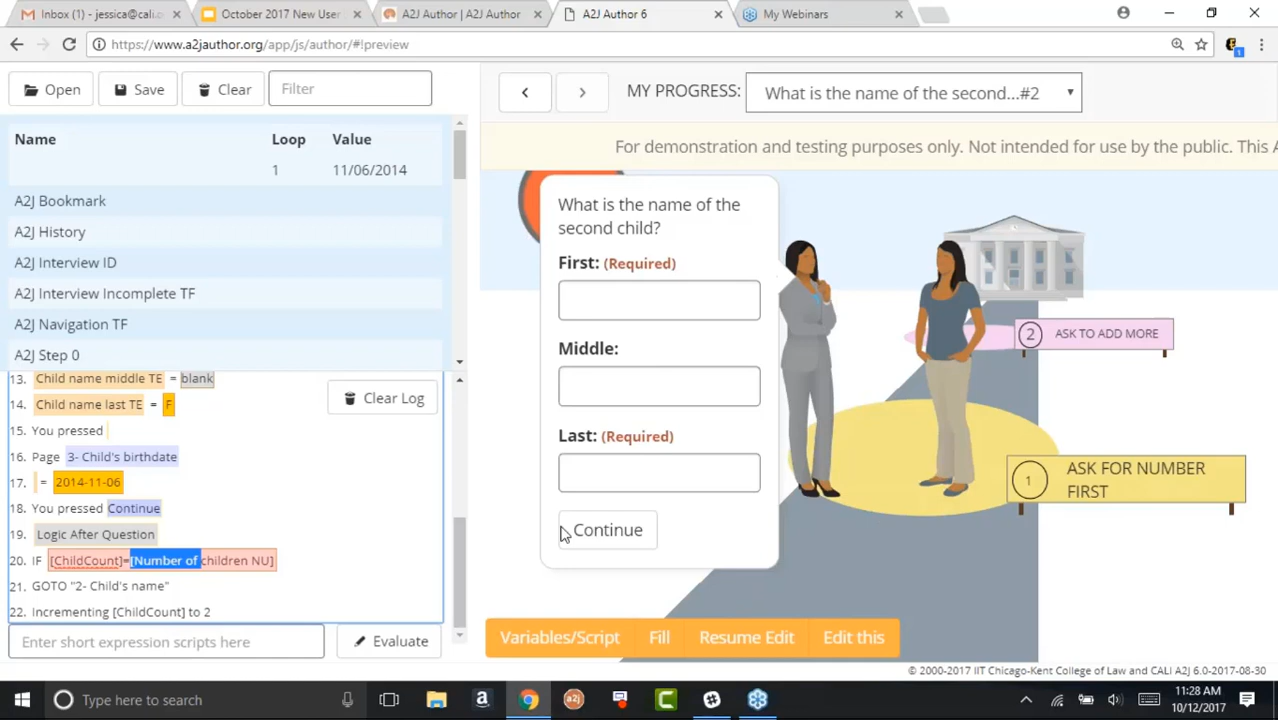 Inbox (1) - jessica@cali.o
October 2017 New User
A2J Author | A2J Author
A2J Author 6
My Webinars
https://www.a2jauthor.org/app/js/author/#!preview
1
Open
Save
Clear
Filter
MY PROGRESS:
What is the name of the second...#2
Name
Loop
Value
1
11/06/2014
A2J Bookmark
A2J History
A2J Interview ID
A2J Interview Incomplete TF
A2J Navigation TF
A2J Step 0
For demonstration and testing purposes only. Not intended for use by the public. This A
What is the name of the
second child?
First: (Required)
Middle:
Last: (Required)
Continue
2 ASK TO ADD MORE
1 ASK FOR NUMBER
FIRST
13. Child name middle TE = blank
14. Child name last TE = F
15. You pressed
16. Page 3- Child's birthdate
17. = 2014-11-06
18. You pressed Continue
19. Logic After Question
20. IF [ChildCount]=[Number of children NU]
21. GOTO "2- Child's name"
22. Incrementing [ChildCount] to 2
Clear Log
Enter short expression scripts here
Evaluate
Variables/Script
Fill
Resume Edit
Edit this
© 2000-2017 IIT Chicago-Kent College of Law and CALI A2J 6.0-2017-08-30
Type here to search
a2j
11:28 AM
10/12/2017